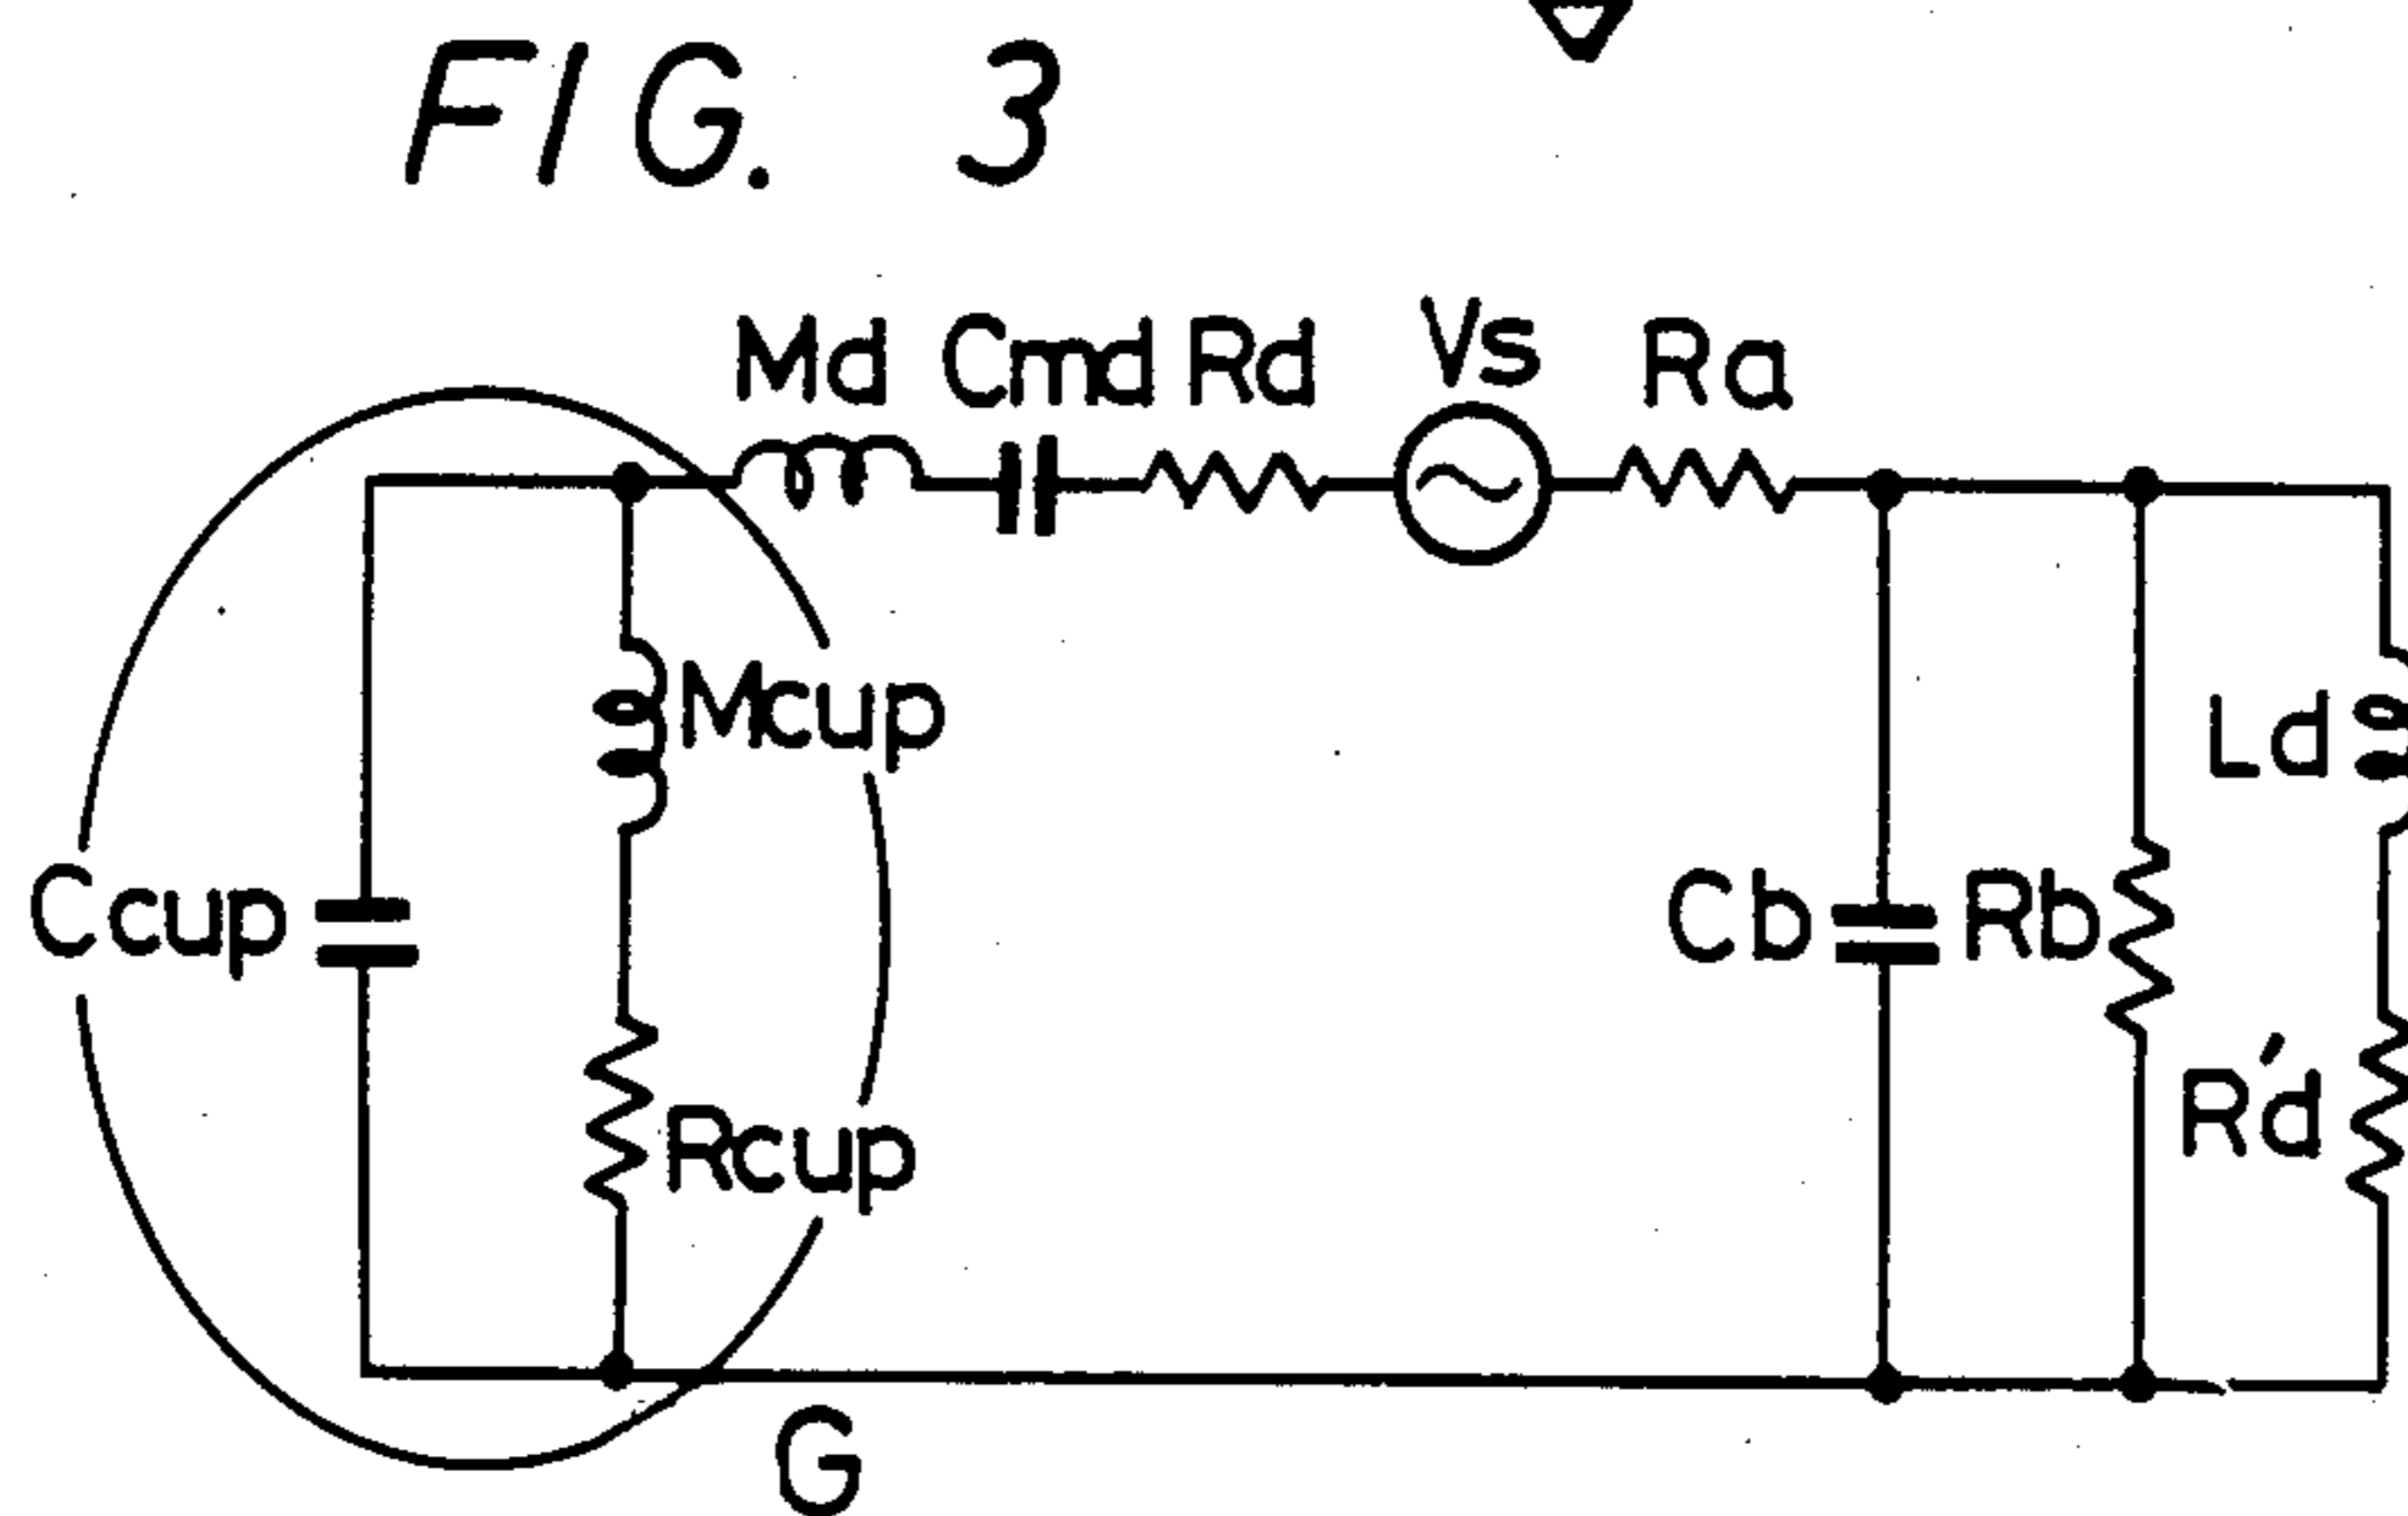 FIG. 3
Md Cmd Rd Vs Ra
Mcup
Ld
Ccup
Cb
Rb
R'd
Rcup
G